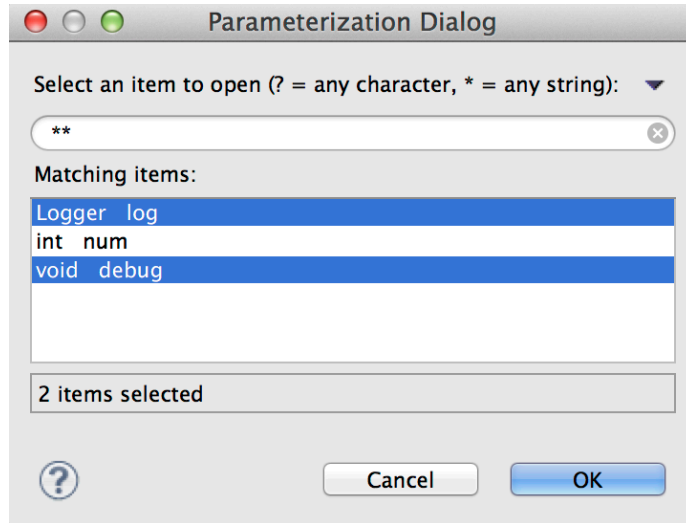 Parameterization Dialog
Select an item to open (? = any character, * = any string):
**
Matching items:
Logger log
int num
void debug
2 items selected
? Cancel OK